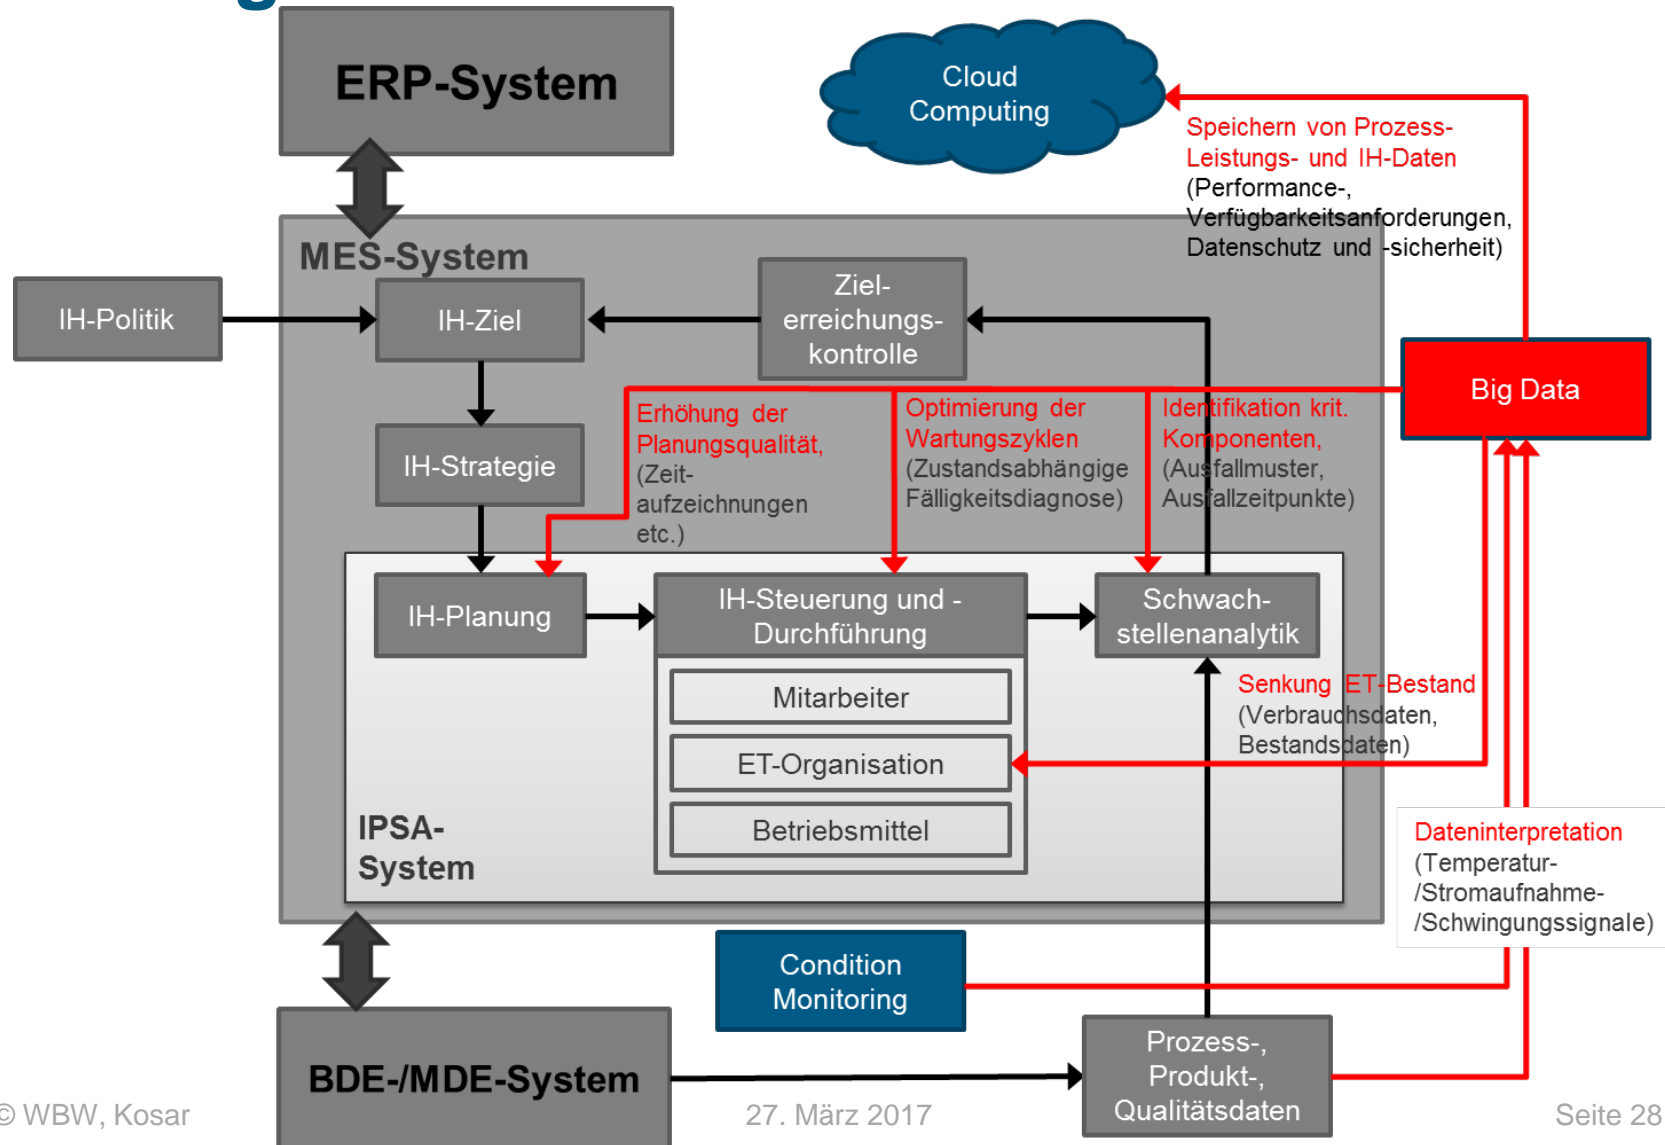 ERP-System
Cloud
Computing
Speichern von Prozess-
Leistungs- und IH-Daten
(Performance-,
Verfügbarkeitsanforderungen,
Datenschutz und -sicherheit)
MES-System
IH-Politik
IH-Ziel
Ziel-
erreichungs-
kontrolle
Big Data
Erhöhung der
Planungsqualität,
(Zeit-
aufzeichnungen
etc.)
Optimierung der
Wartungszyklen
(Zustandsabhängige
Fälligkeitsdiagnose)
Identifikation krit.
Komponenten,
(Ausfallmuster,
Ausfallzeitpunkte)
IH-Strategie
IH-Planung
IH-Steuerung und -
Durchführung
Schwach-
stellenanalytik
Mitarbeiter
ET-Organisation
Betriebsmittel
Senkung ET-Bestand
(Verbrauchsdaten,
Bestandsdaten)
IPSA-
System
Dateninterpretation
(Temperatur-
/Stromaufnahme-
/Schwingungssignale)
Condition
Monitoring
BDE-/MDE-System
Prozess-,
Produkt-,
Qualitätsdaten
© WBW, Kosar
27. März 2017
Seite 28